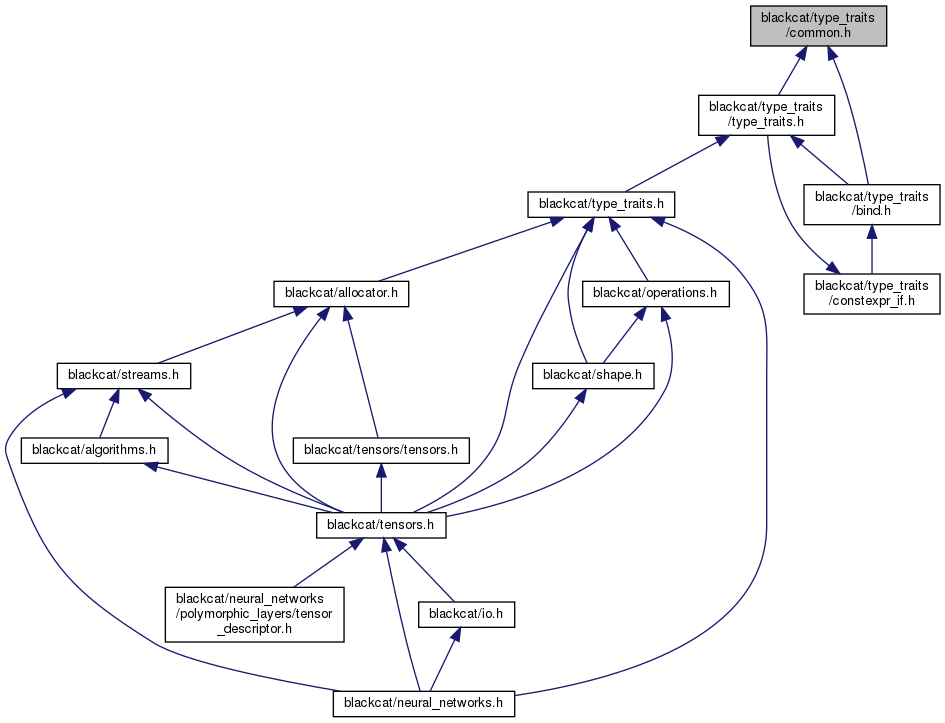 blackcat/type_traits
/common.h
blackcat/type_traits
/type_traits.h
blackcat/type_traits
/bind.h
blackcat/type_traits.h
blackcat/type_traits
/constexpr_if.h
blackcat/allocator.h
blackcat/operations.h
blackcat/streams.h
blackcat/shape.h
blackcat/algorithms.h
blackcat/tensors/tensors.h
blackcat/tensors.h
blackcat/neural_networks
/polymorphic_layers/tensor
_descriptor.h
blackcat/io.h
blackcat/neural_networks.h